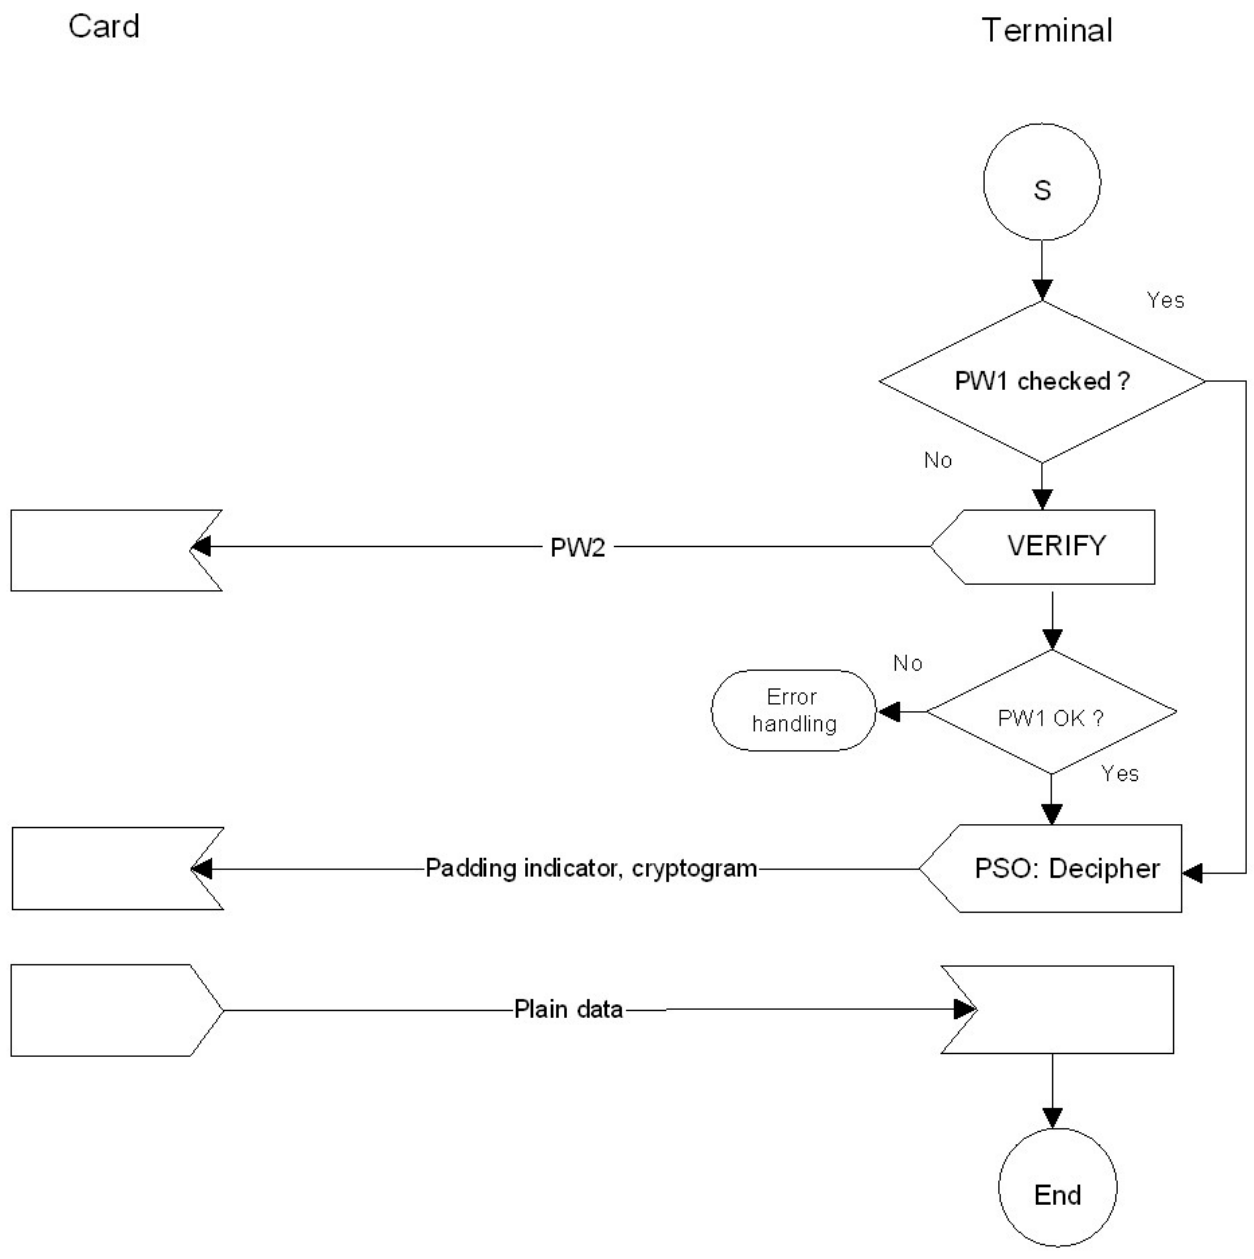 Card
Terminal
S
Yes
PW1 checked ?
No
PW2
VERIFY
No
Error
handling
PW1 OK ?
Yes
Padding indicator, cryptogram
PSO: Decipher
Plain data
End